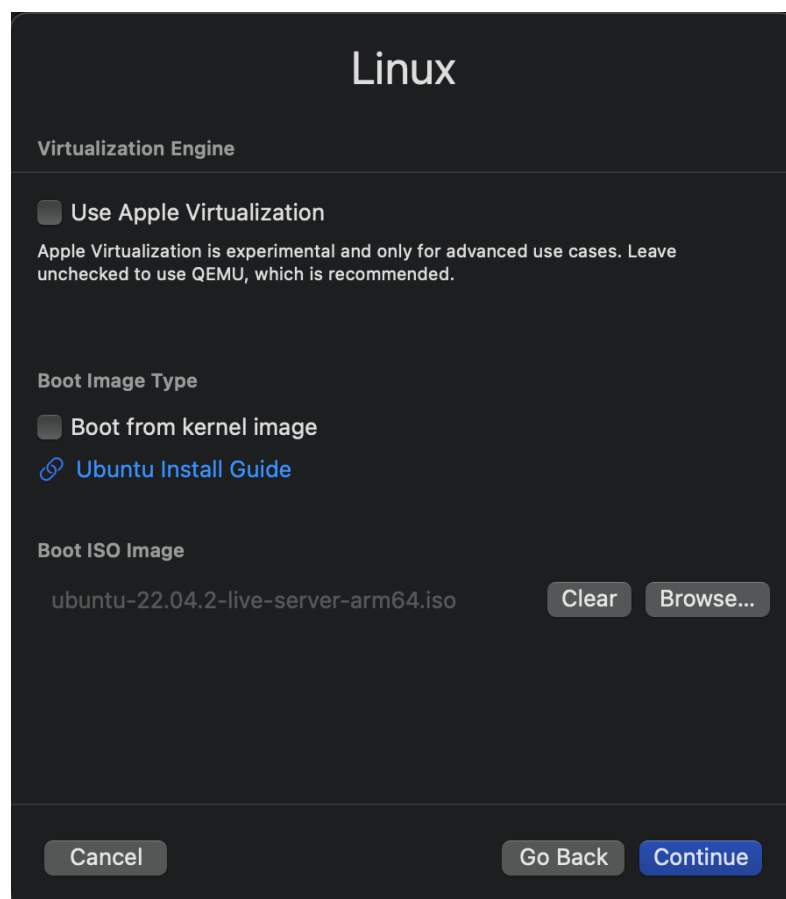 Linux
Virtualization Engine
Use Apple Virtualization
Apple Virtualization is experimental and only for advanced use cases. Leave
unchecked to use QEMU, which is recommended.
Boot Image Type
Boot from kernel image
Ubuntu Install Guide
Boot ISO Image
ubuntu-22.04.2-live-server-arm64.iso Clear Browse...
Cancel Go Back Continue